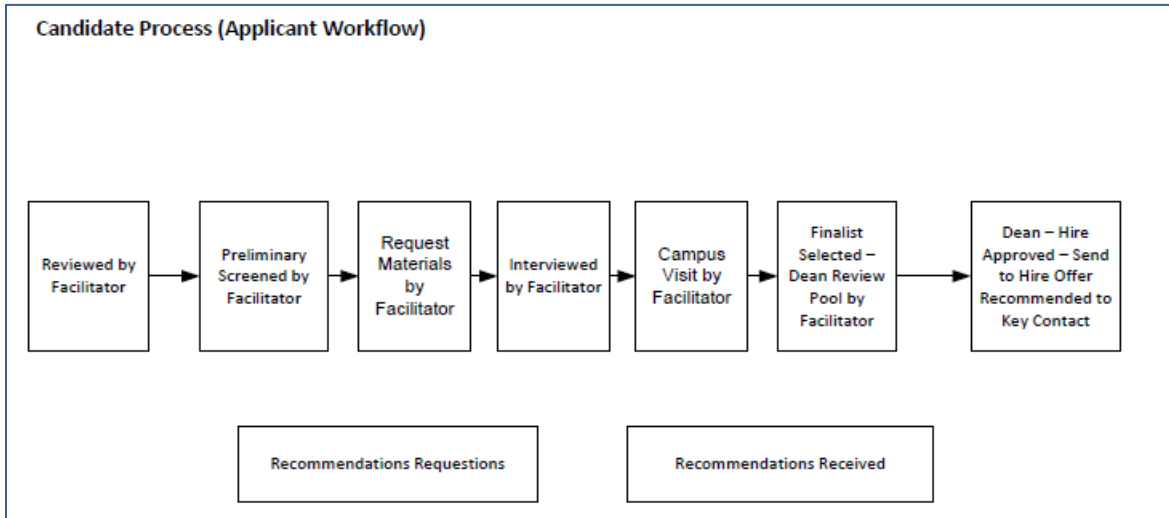 Candidate Process (Applicant Workflow)
Reviewed by
Facilitator
Preliminary
Screened by
Facilitator
Request
Materials
by
Facilitator
Interviewed
by Facilitator
Campus
Visit by
Facilitator
Finalist
Selected –
Dean Review
Pool by
Facilitator
Dean – Hire
Approved – Send
to Hire Offer
Recommended to
Key Contact
Recommendations Requestions
Recommendations Received